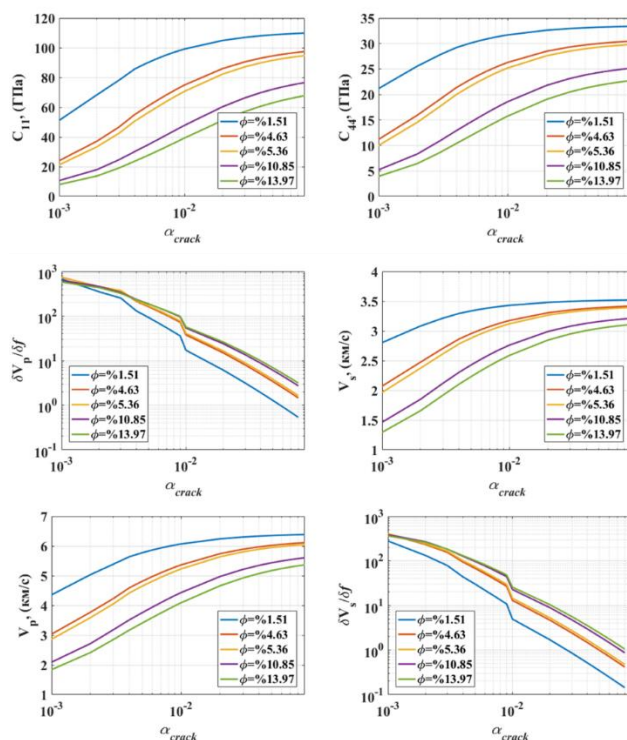 120
100
80
60
40
20
0
C11, (ГПа)
ϕ=%1.51
ϕ=%4.63
ϕ=%5.36
ϕ=%10.85
ϕ=%13.97
10-3
10-2
αcrack
35
30
25
20
15
10
5
0
C44, (ГПа)
ϕ=%1.51
ϕ=%4.63
ϕ=%5.36
ϕ=%10.85
ϕ=%13.97
10-3
10-2
αcrack
103
102
101
100
10-1
δVp/δf
ϕ=%1.51
ϕ=%4.63
ϕ=%5.36
ϕ=%10.85
ϕ=%13.97
10-3
10-2
αcrack
4
3.5
3
2.5
2
1.5
1
Vs, (км/с)
ϕ=%1.51
ϕ=%4.63
ϕ=%5.36
ϕ=%10.85
ϕ=%13.97
10-3
10-2
αcrack
7
6
5
4
3
2
1
Vp, (км/с)
ϕ=%1.51
ϕ=%4.63
ϕ=%5.36
ϕ=%10.85
ϕ=%13.97
10-3
10-2
αcrack
103
102
101
100
10-1
δVs/δf
ϕ=%1.51
ϕ=%4.63
ϕ=%5.36
ϕ=%10.85
ϕ=%13.97
10-3
10-2
αcrack